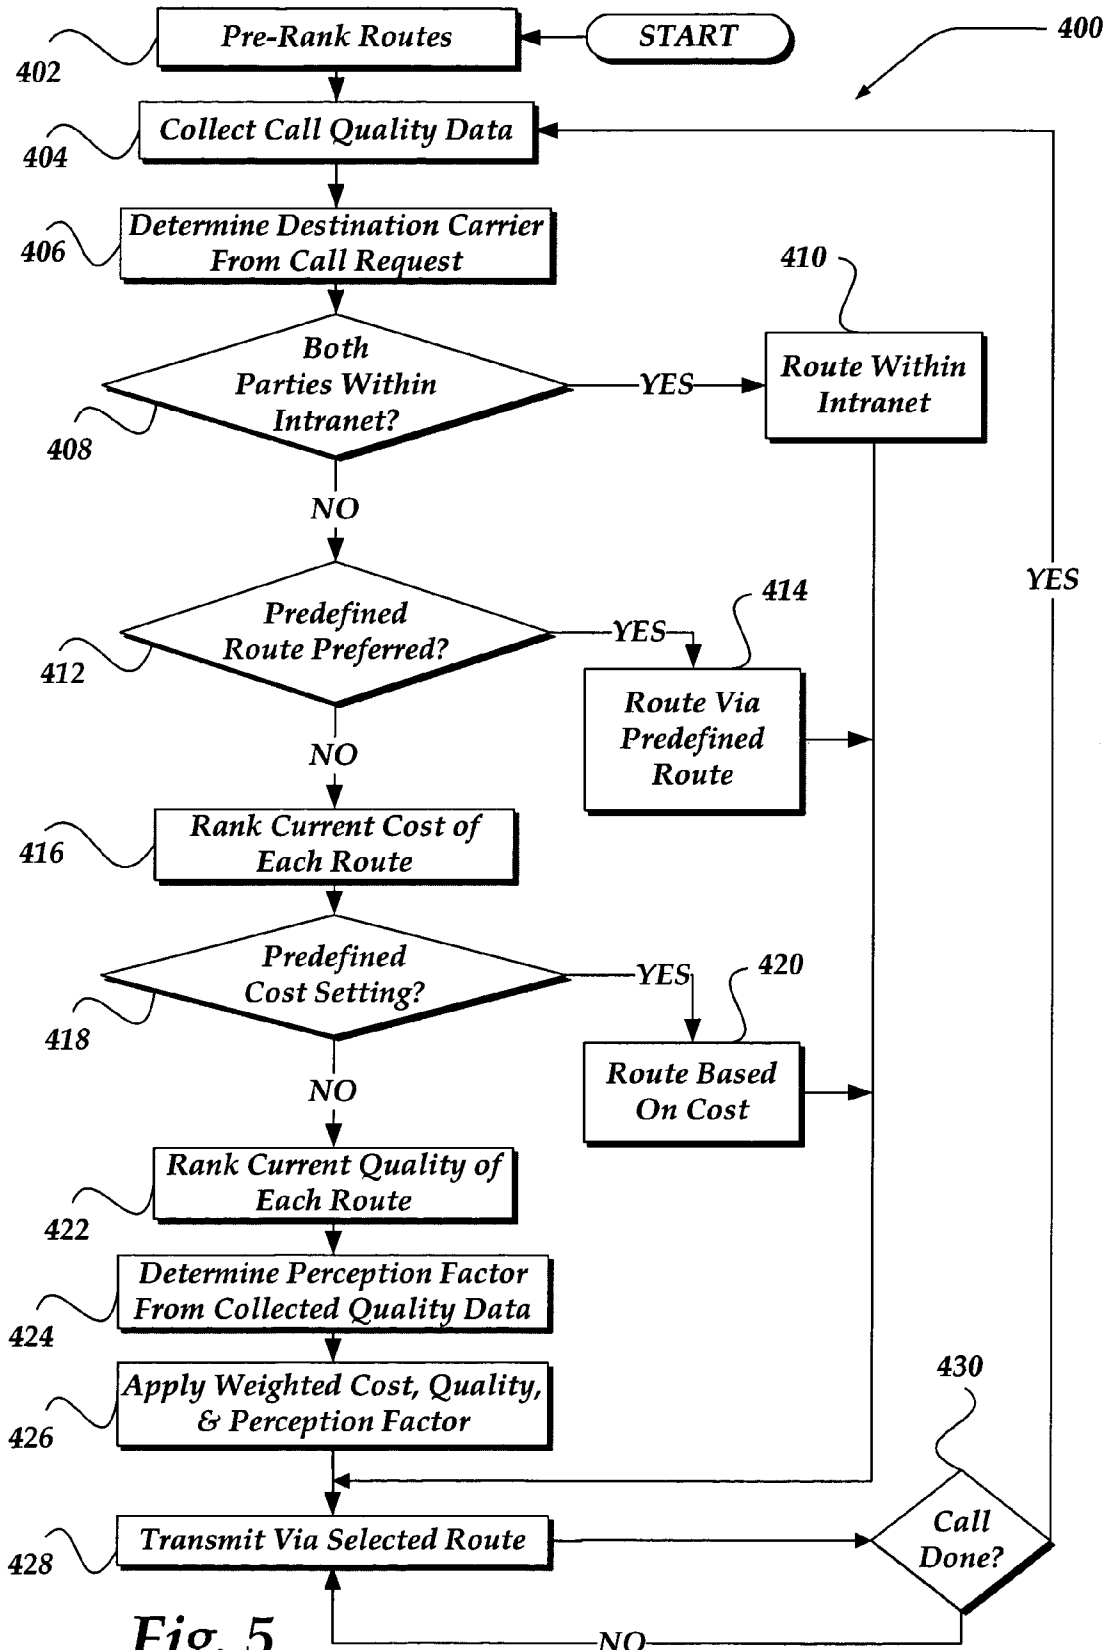 Pre-Rank Routes
START
400
402
Collect Call Quality Data
404
Determine Destination Carrier
From Call Request
406
410
Both
Parties Within
Intranet?
YES
Route Within
Intranet
408
NO
YES
414
Predefined
Route Preferred?
YES
412
Route Via
Predefined
Route
NO
Rank Current Cost of
Each Route
416
Predefined
Cost Setting?
YES
420
418
Route Based
On Cost
NO
Rank Current Quality of
Each Route
422
Determine Perception Factor
From Collected Quality Data
424
430
Apply Weighted Cost, Quality,
& Perception Factor
426
Transmit Via Selected Route
Call
Done?
428
Fig. 5
NO